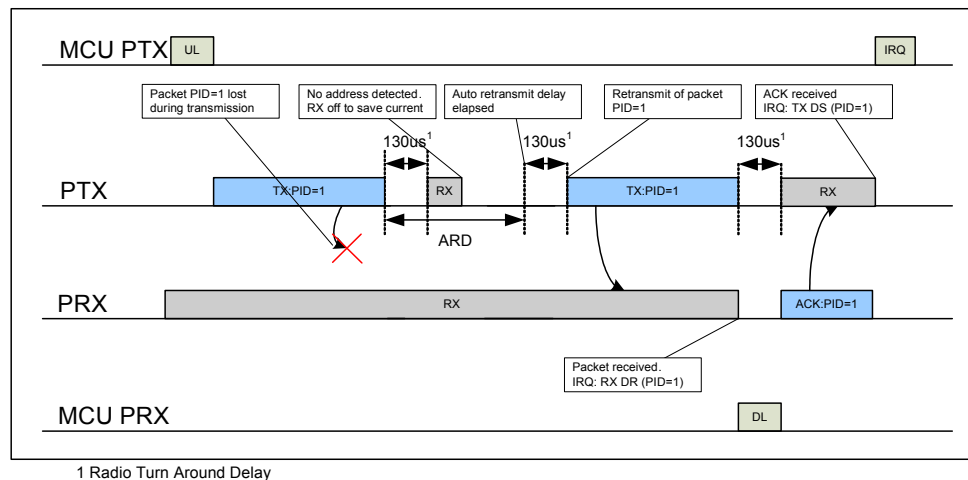 MCU PTX
UL
IRQ
Packet PID=1 lost
during transmission
No address detected.
RX off to save current
Auto retransmit delay
elapsed
Retransmit of packet
PID=1
ACK received
IRQ: TX DS (PID=1)
130us1
130us1
130us1
PTX
TX:PID=1
RX
TX:PID=1
RX
ARD
PRX
RX
ACK:PID=1
Packet received.
IRQ: RX DR (PID=1)
MCU PRX
DL
1 Radio Turn Around Delay